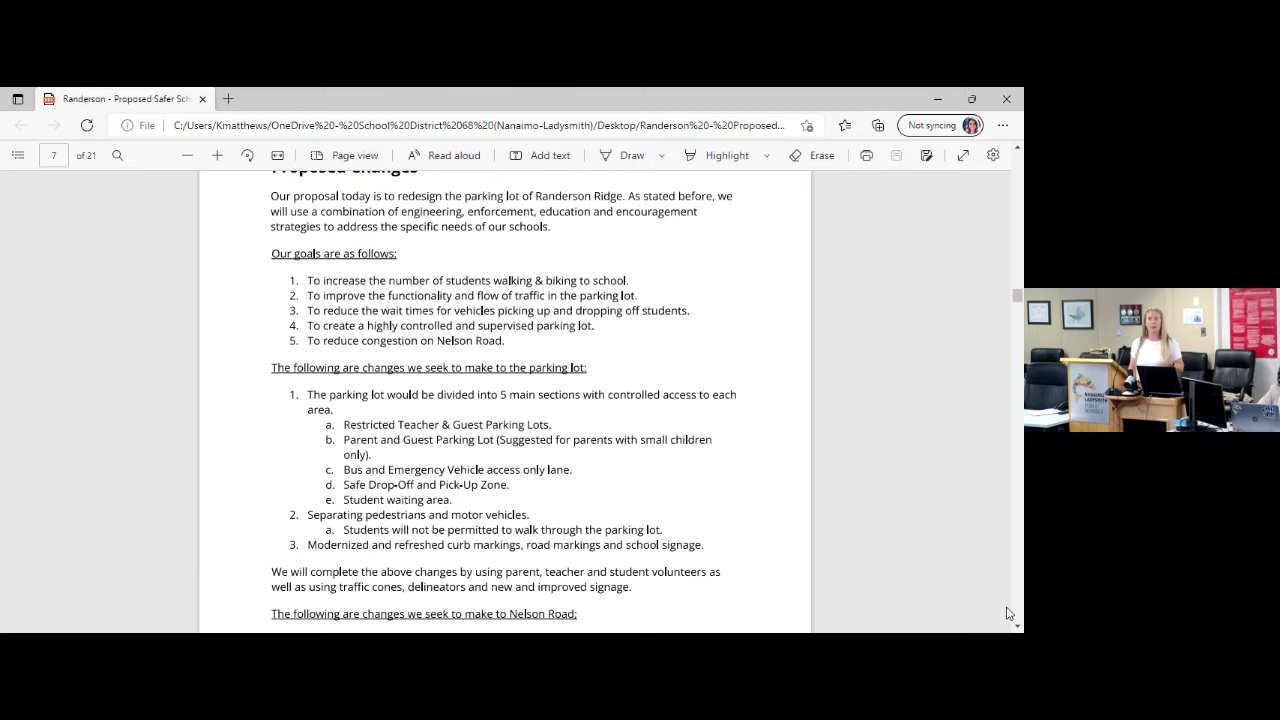 Randerson - Proposed Safer Sch
File C:/Users/Kmatthews/OneDrive%20-%20School%20District%2068%20(Nanaimo-Ladysmith)/Desktop/Randerson%20-%20Proposed... Not syncing
7 of 21 Page view Read aloud Add text Draw Highlight Erase
Proposed Changes
Our proposal today is to redesign the parking lot of Randerson Ridge. As stated before, we
will use a combination of engineering, enforcement, education and encouragement
strategies to address the specific needs of our schools.
Our goals are as follows:
1. To increase the number of students walking & biking to school.
2. To improve the functionality and flow of traffic in the parking lot.
3. To reduce the wait times for vehicles picking up and dropping off students.
4. To create a highly controlled and supervised parking lot.
5. To reduce congestion on Nelson Road.
The following are changes we seek to make to the parking lot:
1. The parking lot would be divided into 5 main sections with controlled access to each
area.
a. Restricted Teacher & Guest Parking Lots.
b. Parent and Guest Parking Lot (Suggested for parents with small children
only).
c. Bus and Emergency Vehicle access only lane.
d. Safe Drop-Off and Pick-Up Zone.
e. Student waiting area.
2. Separating pedestrians and motor vehicles.
a. Students will not be permitted to walk through the parking lot.
3. Modernized and refreshed curb markings, road markings and school signage.
We will complete the above changes by using parent, teacher and student volunteers as
well as using traffic cones, delineators and new and improved signage.
The following are changes we seek to make to Nelson Road;
NANAIMO
LADYSMITH
PUBLIC SCHOOLS